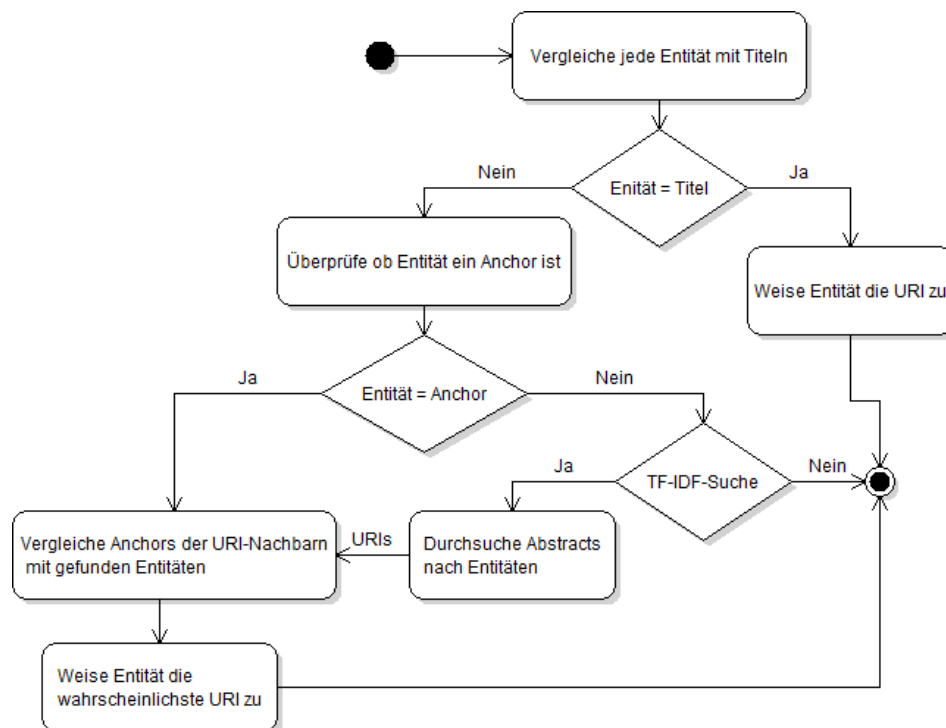 Vergleiche jede Entität mit Titeln
Nein
Enität = Titel
Ja
Überprüfe ob Entität ein Anchor ist
Weise Entität die URI zu
Ja
Entität = Anchor
Nein
Ja
TF-IDF-Suche
Nein
Vergleiche Anchors der URI-Nachbarn
mit gefunden Entitäten
URIs
Durchsuche Abstracts
nach Entitäten
Weise Entität die
wahrscheinlichste URI zu